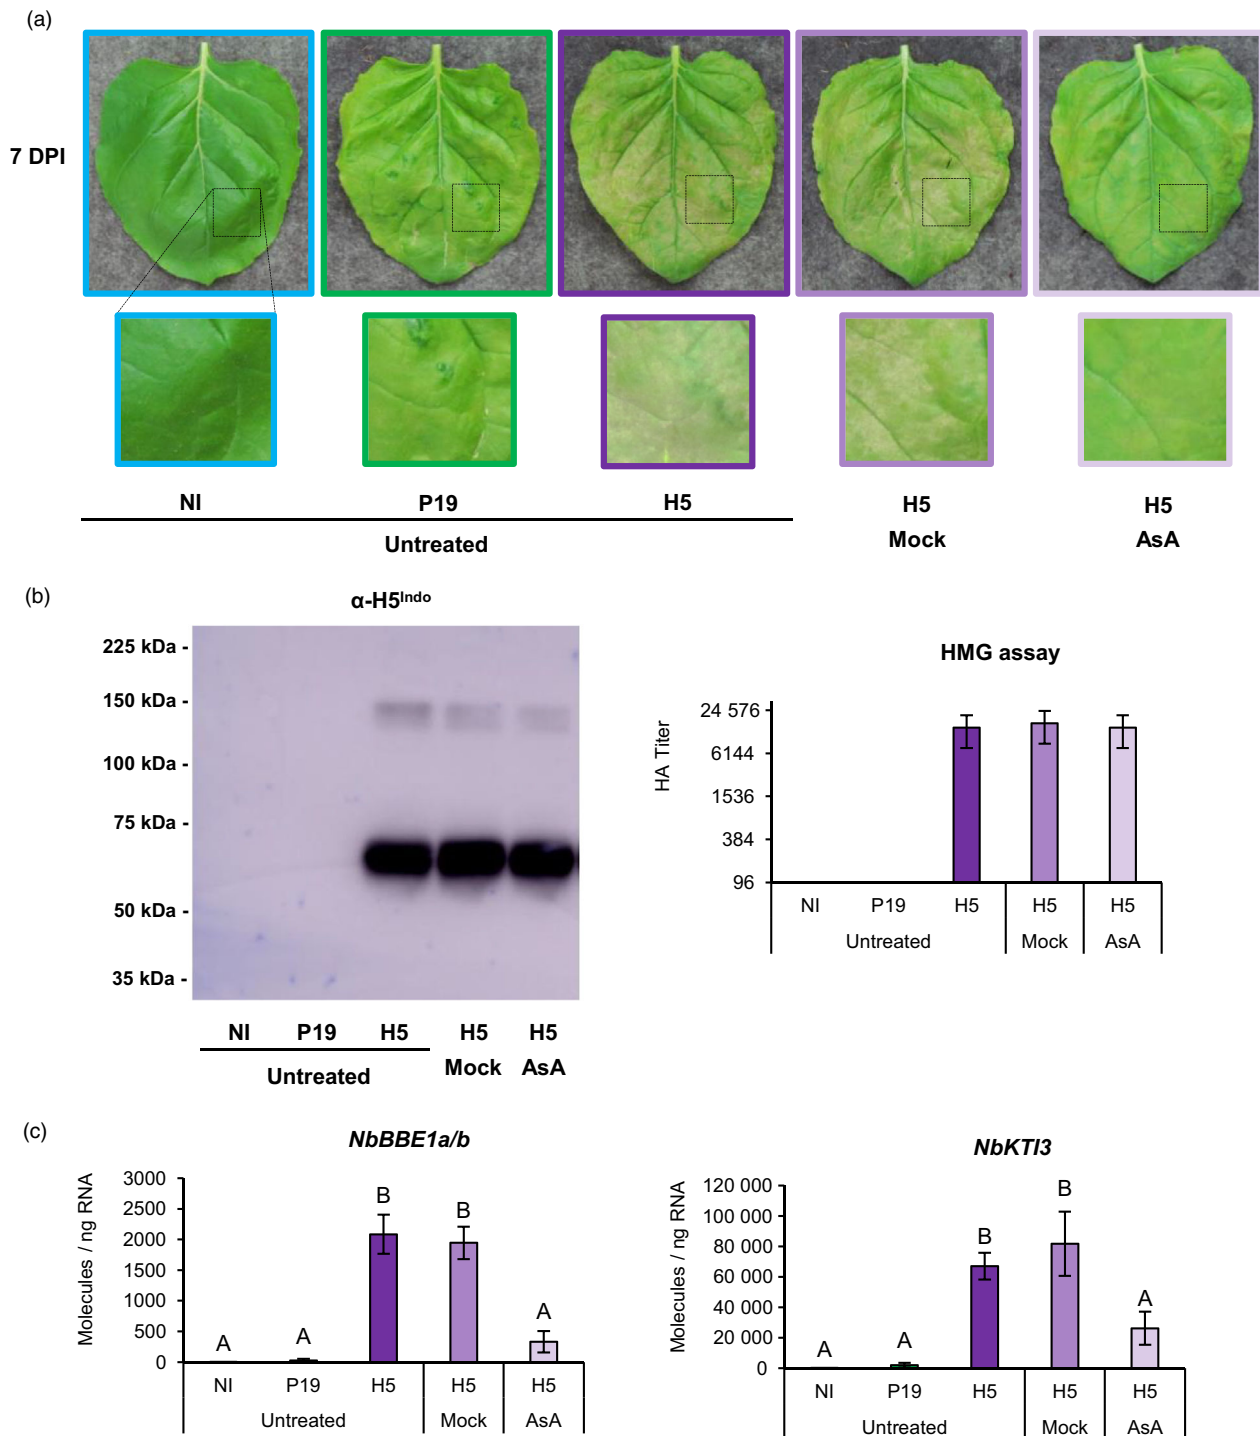 (a)
7 DPI
NI P19 H5 H5 H5
Untreated Mock AsA
(b)
α-H5Indo
225 kDa -
150 kDa -
100 kDa -
75 kDa -
50 kDa -
35 kDa -
NI P19 H5 H5 H5
Untreated Mock AsA
HMG assay
HA Titer
24 576
6144
1536
384
96
NI P19 H5 H5 H5
Untreated Mock AsA
(c)
NbBBE1a/b
Molecules / ng RNA
3000
2500
2000
1500
1000
500
0
A A B B A
NI P19 H5 H5 H5
Untreated Mock AsA
NbKTI3
Molecules / ng RNA
120 000
100 000
80 000
60 000
40 000
20 000
0
A A B B A
NI P19 H5 H5 H5
Untreated Mock AsA